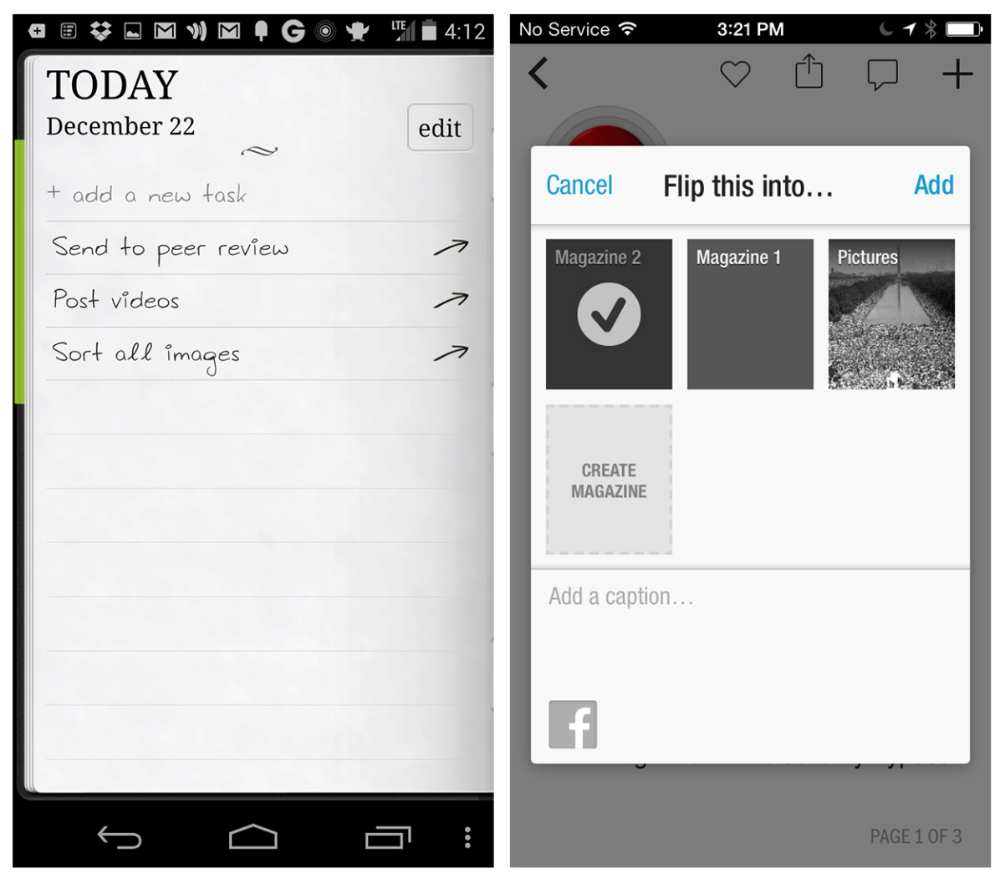 LTE 4:12
TODAY
December 22
edit
+ add a new task
Send to peer review
Post videos
Sort all images
No Service 3:21 PM
Cancel Flip this into... Add
Magazine 2 Magazine 1 Pictures
CREATE
MAGAZINE
Add a caption...
PAGE 1 OF 3